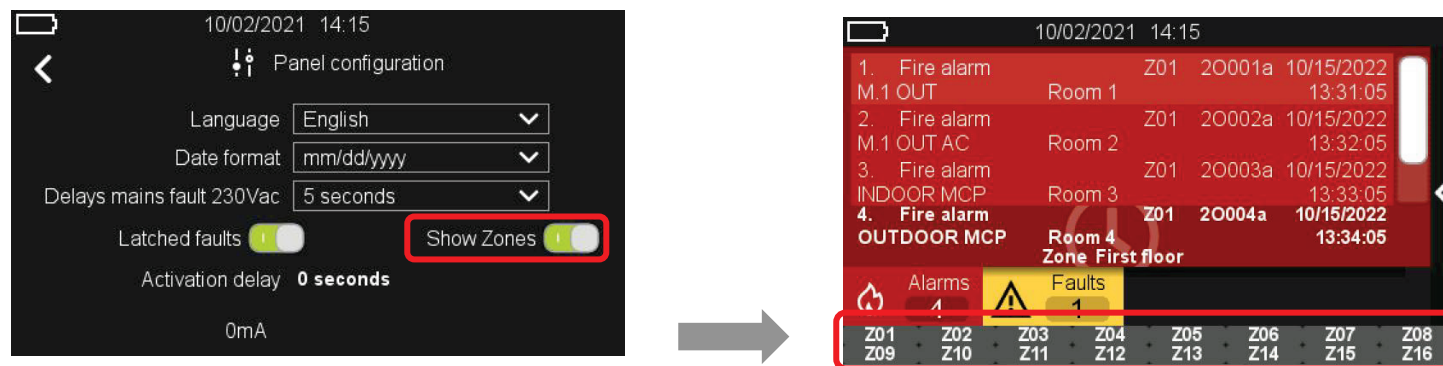 10/02/2021 14:15
Panel configuration
Language English
Date format mm/dd/yyyy
Delays mains fault 230Vac 5 seconds
Latched faults Show Zones
Activation delay 0 seconds
0mA
10/02/2021 14:15
1. Fire alarm Z01 2O001a 10/15/2022
M.1 OUT Room 1 13:31:05
2. Fire alarm Z01 2O002a 10/15/2022
M.1 OUT AC Room 2 13:32:05
3. Fire alarm Z01 2O003a 10/15/2022
INDOOR MCP Room 3 13:33:05
4. Fire alarm Z01 2O004a 10/15/2022
OUTDOOR MCP Room 4 13:34:05
Zone First floor
Alarms Faults
4 1
Z01 Z02 Z03 Z04 Z05 Z06 Z07 Z08
Z09 Z10 Z11 Z12 Z13 Z14 Z15 Z16